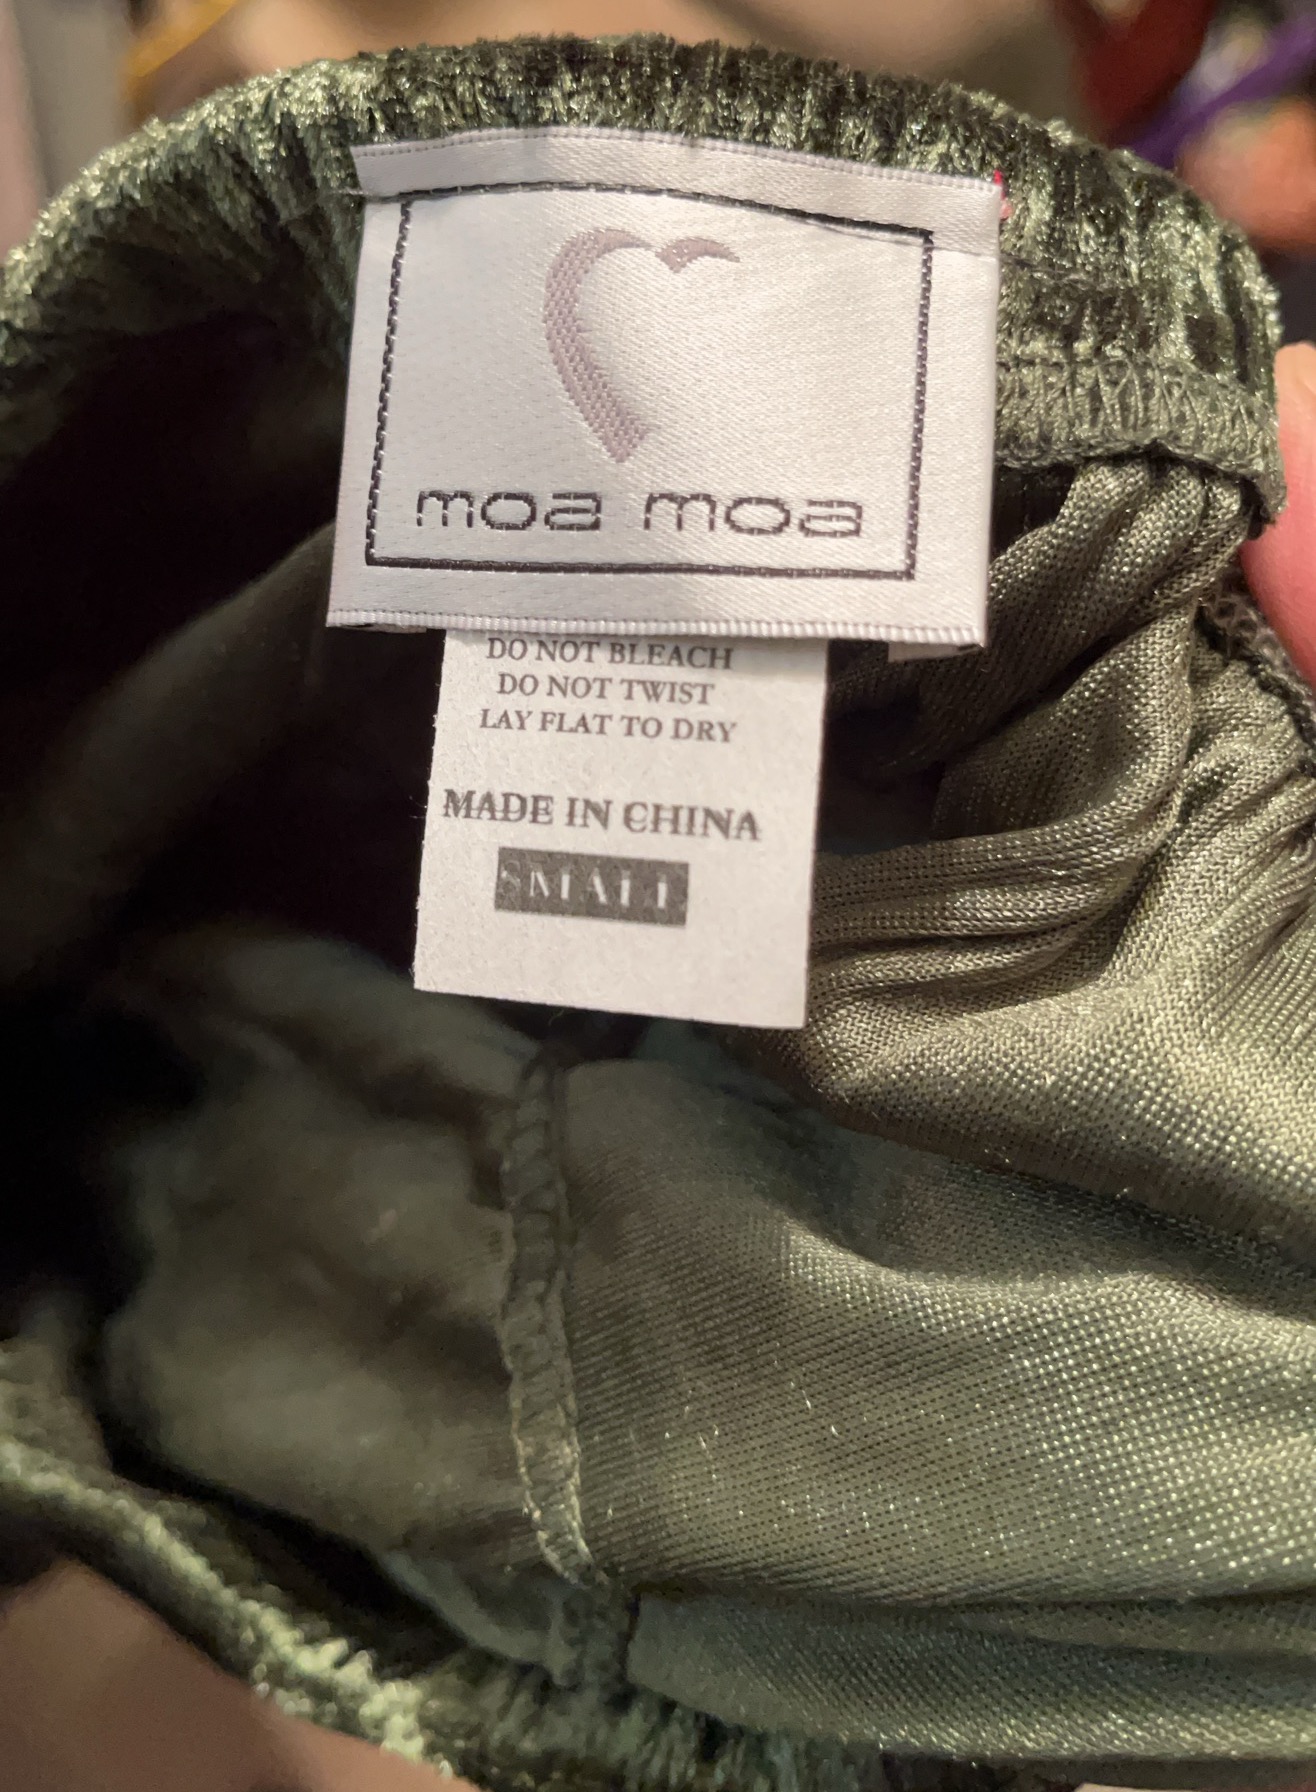 moa moa
DO NOT BLEACH
DO NOT TWIST
LAY FLAT TO DRY
MADE IN CHINA
SMALL